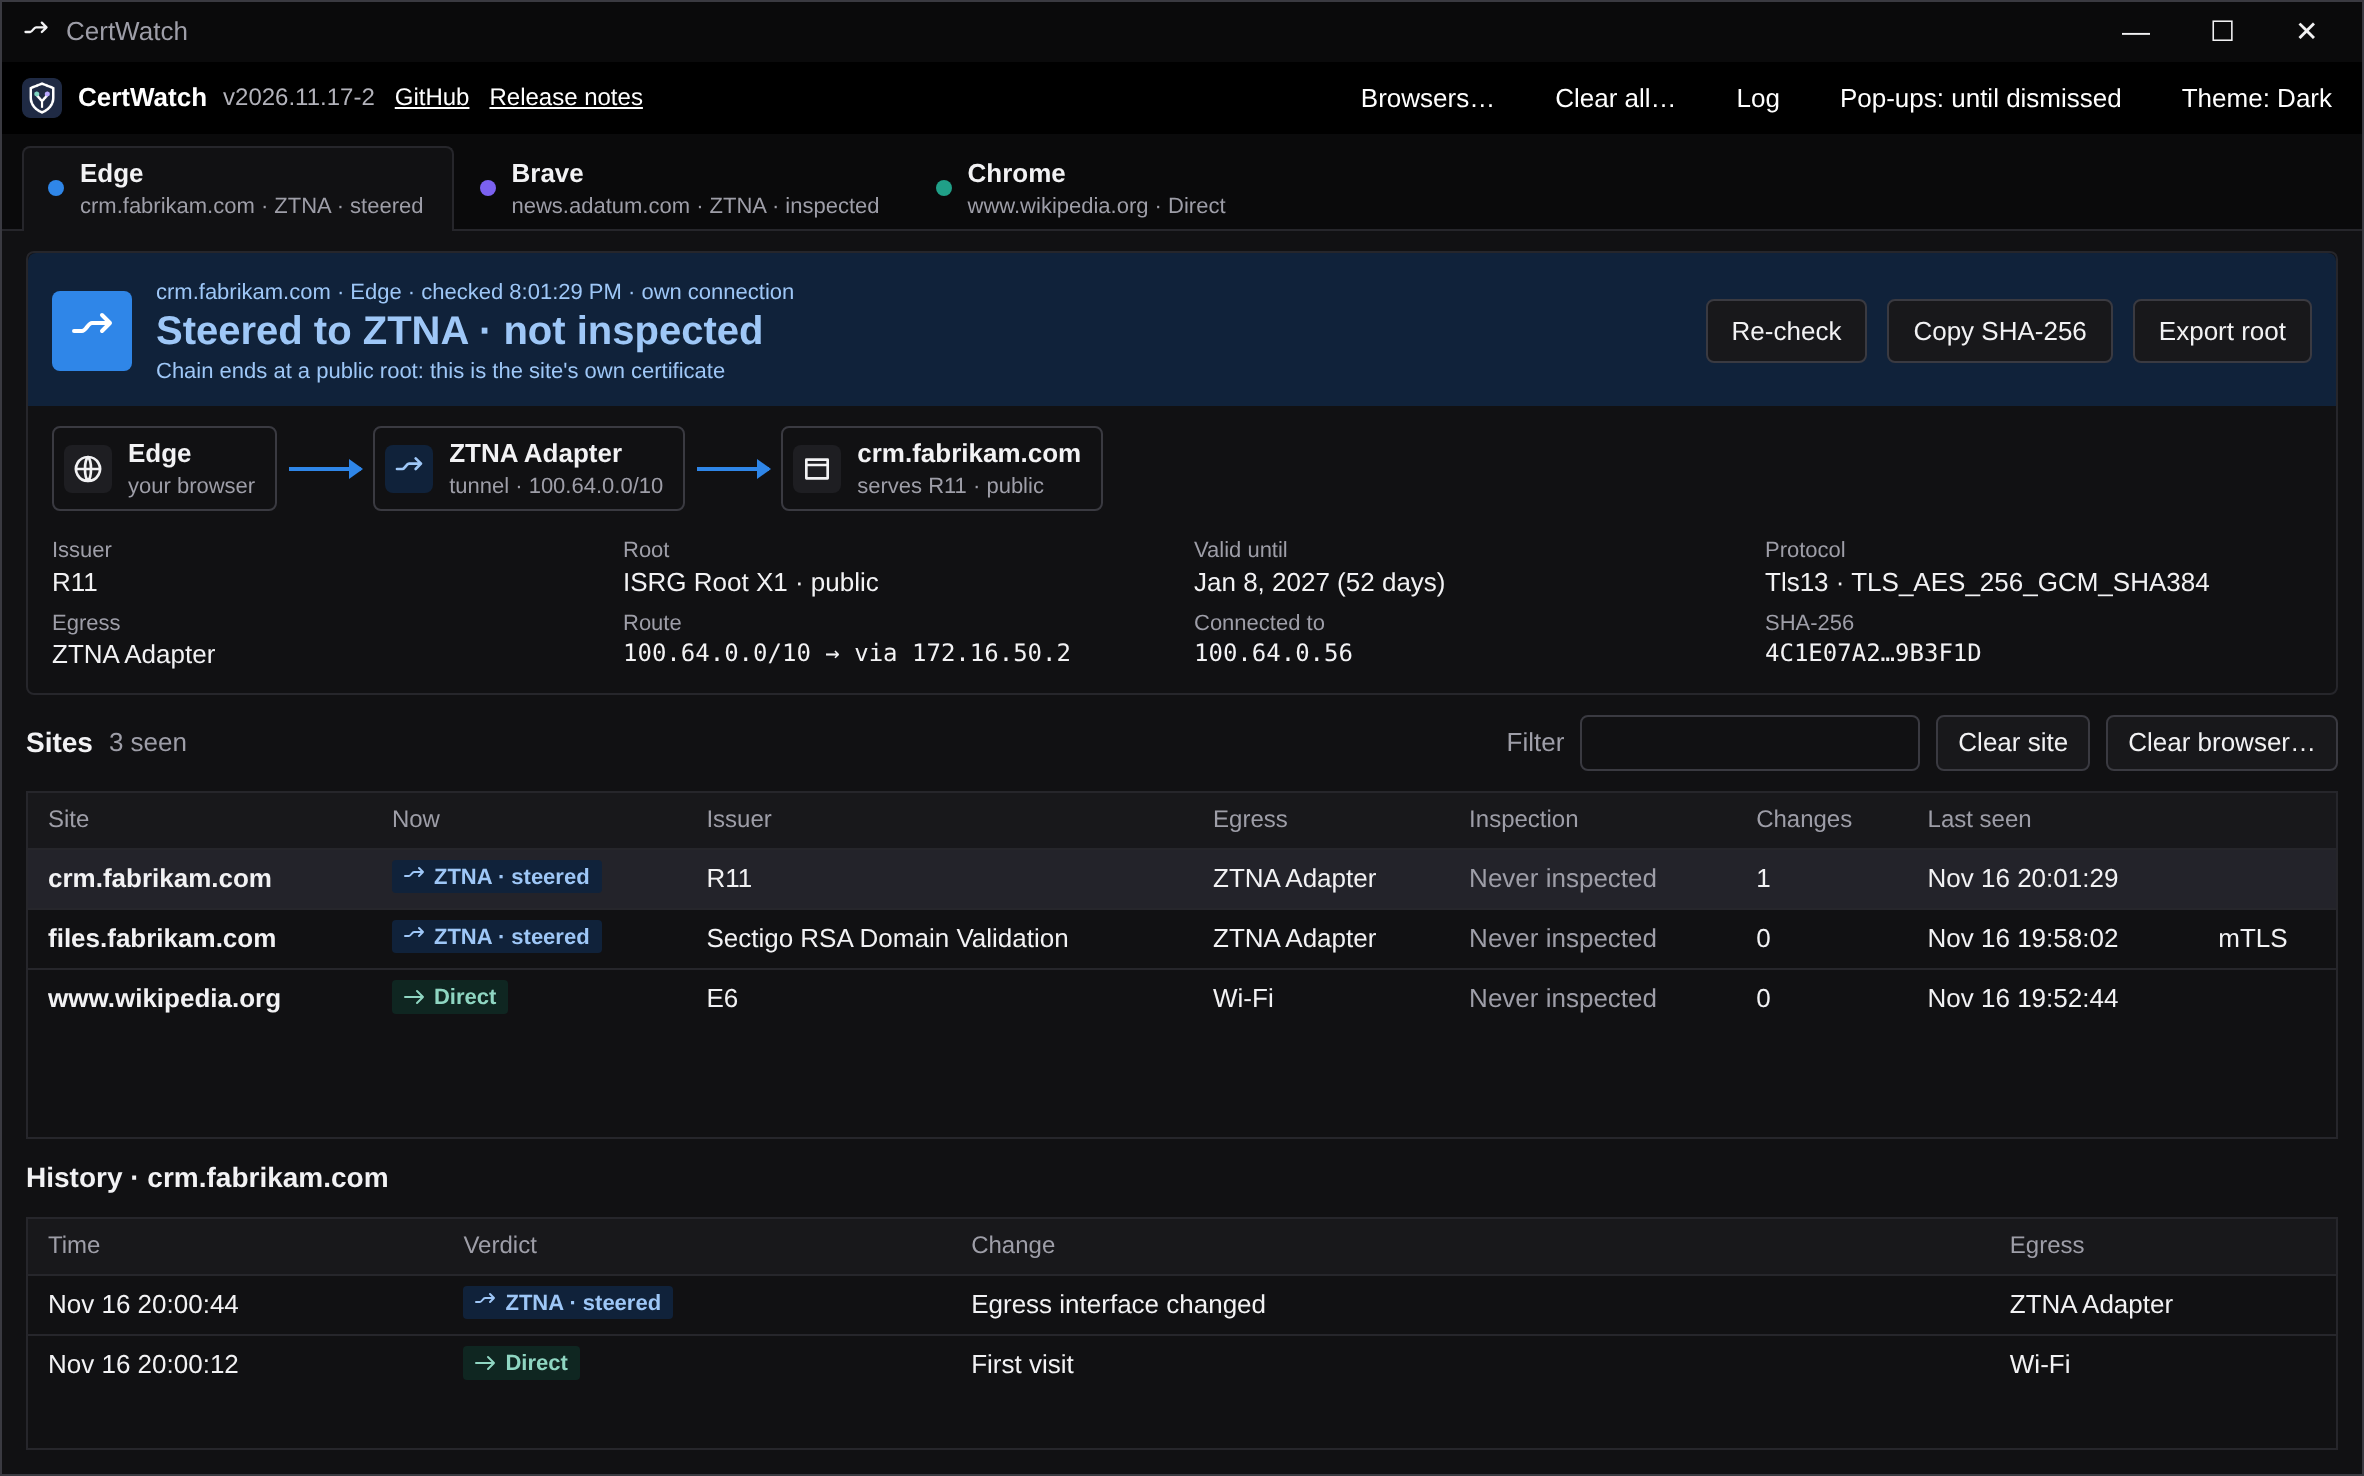 CertWatch
CertWatch v2026.11.17-2 GitHub Release notes Browsers… Clear all… Log Pop-ups: until dismissed Theme: Dark
Edge
crm.fabrikam.com · ZTNA · steered
Brave
news.adatum.com · ZTNA · inspected
Chrome
www.wikipedia.org · Direct
crm.fabrikam.com · Edge · checked 8:01:29 PM · own connection
Steered to ZTNA · not inspected
Chain ends at a public root: this is the site's own certificate
Re-check Copy SHA-256 Export root
Edge
your browser
ZTNA Adapter
tunnel · 100.64.0.0/10
crm.fabrikam.com
serves R11 · public
Issuer Root Valid until Protocol
R11 ISRG Root X1 · public Jan 8, 2027 (52 days) Tls13 · TLS_AES_256_GCM_SHA384
Egress Route Connected to SHA-256
ZTNA Adapter 100.64.0.0/10 → via 172.16.50.2 100.64.0.56 4C1E07A2…9B3F1D
Sites 3 seen Filter Clear site Clear browser…
Site Now Issuer Egress Inspection Changes Last seen
crm.fabrikam.com ZTNA · steered R11 ZTNA Adapter Never inspected 1 Nov 16 20:01:29
files.fabrikam.com ZTNA · steered Sectigo RSA Domain Validation ZTNA Adapter Never inspected 0 Nov 16 19:58:02 mTLS
www.wikipedia.org Direct E6 Wi-Fi Never inspected 0 Nov 16 19:52:44
History · crm.fabrikam.com
Time Verdict Change Egress
Nov 16 20:00:44 ZTNA · steered Egress interface changed ZTNA Adapter
Nov 16 20:00:12 Direct First visit Wi-Fi